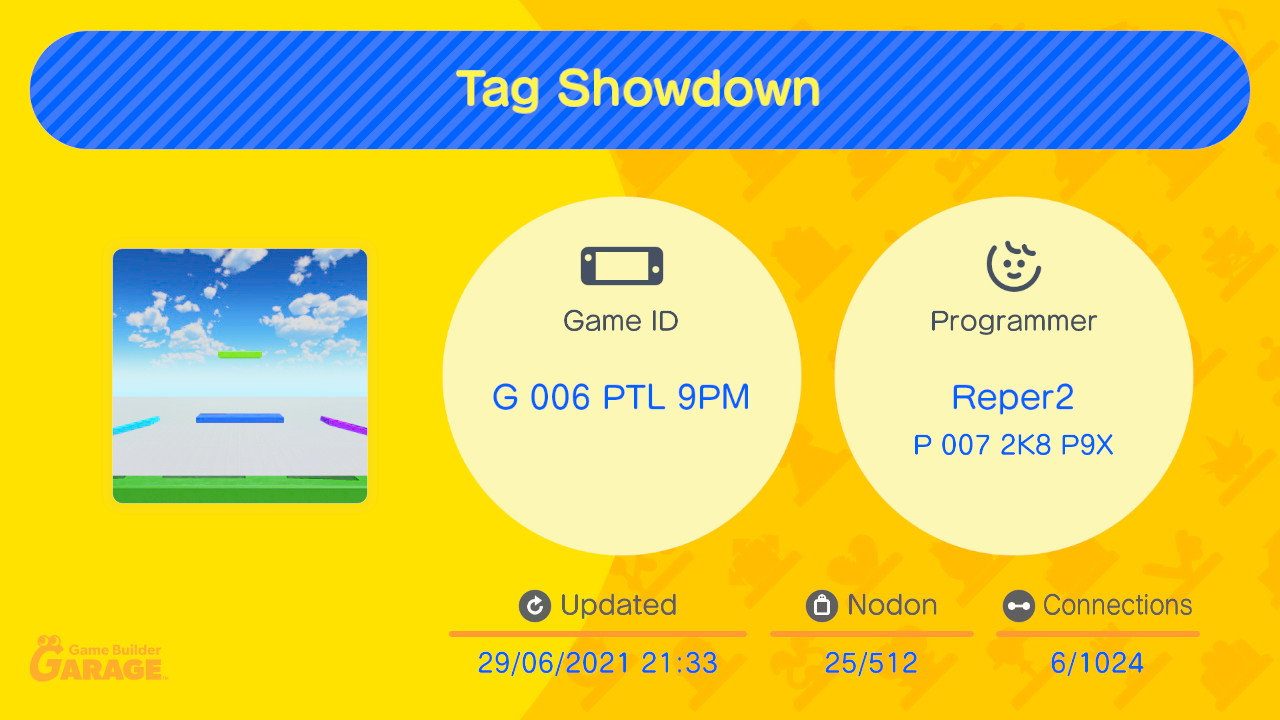 Tag Showdown
Game ID
G 006 PTL 9PM
Programmer
Reper2
P 007 2K8 P9X
Updated
29/06/2021 21:33
Nodon
25/512
Connections
6/1024
Game Builder
GARAGE